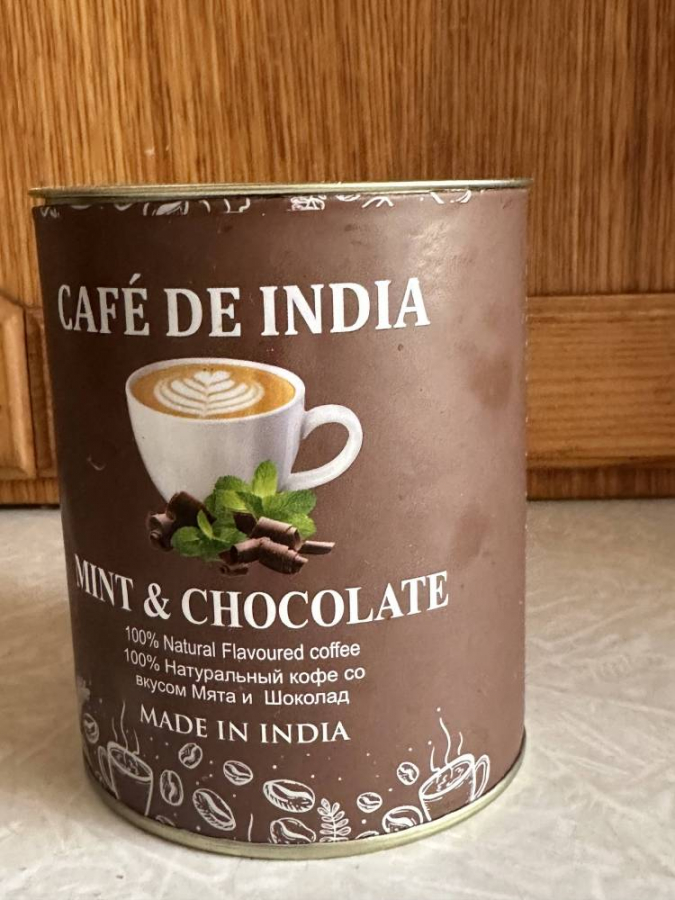 CAFÉ DE INDIA
MINT & CHOCOLATE
100% Natural Flavoured coffee
100% Натуральный кофе со
вкусом Мята и Шоколад
MADE IN INDIA